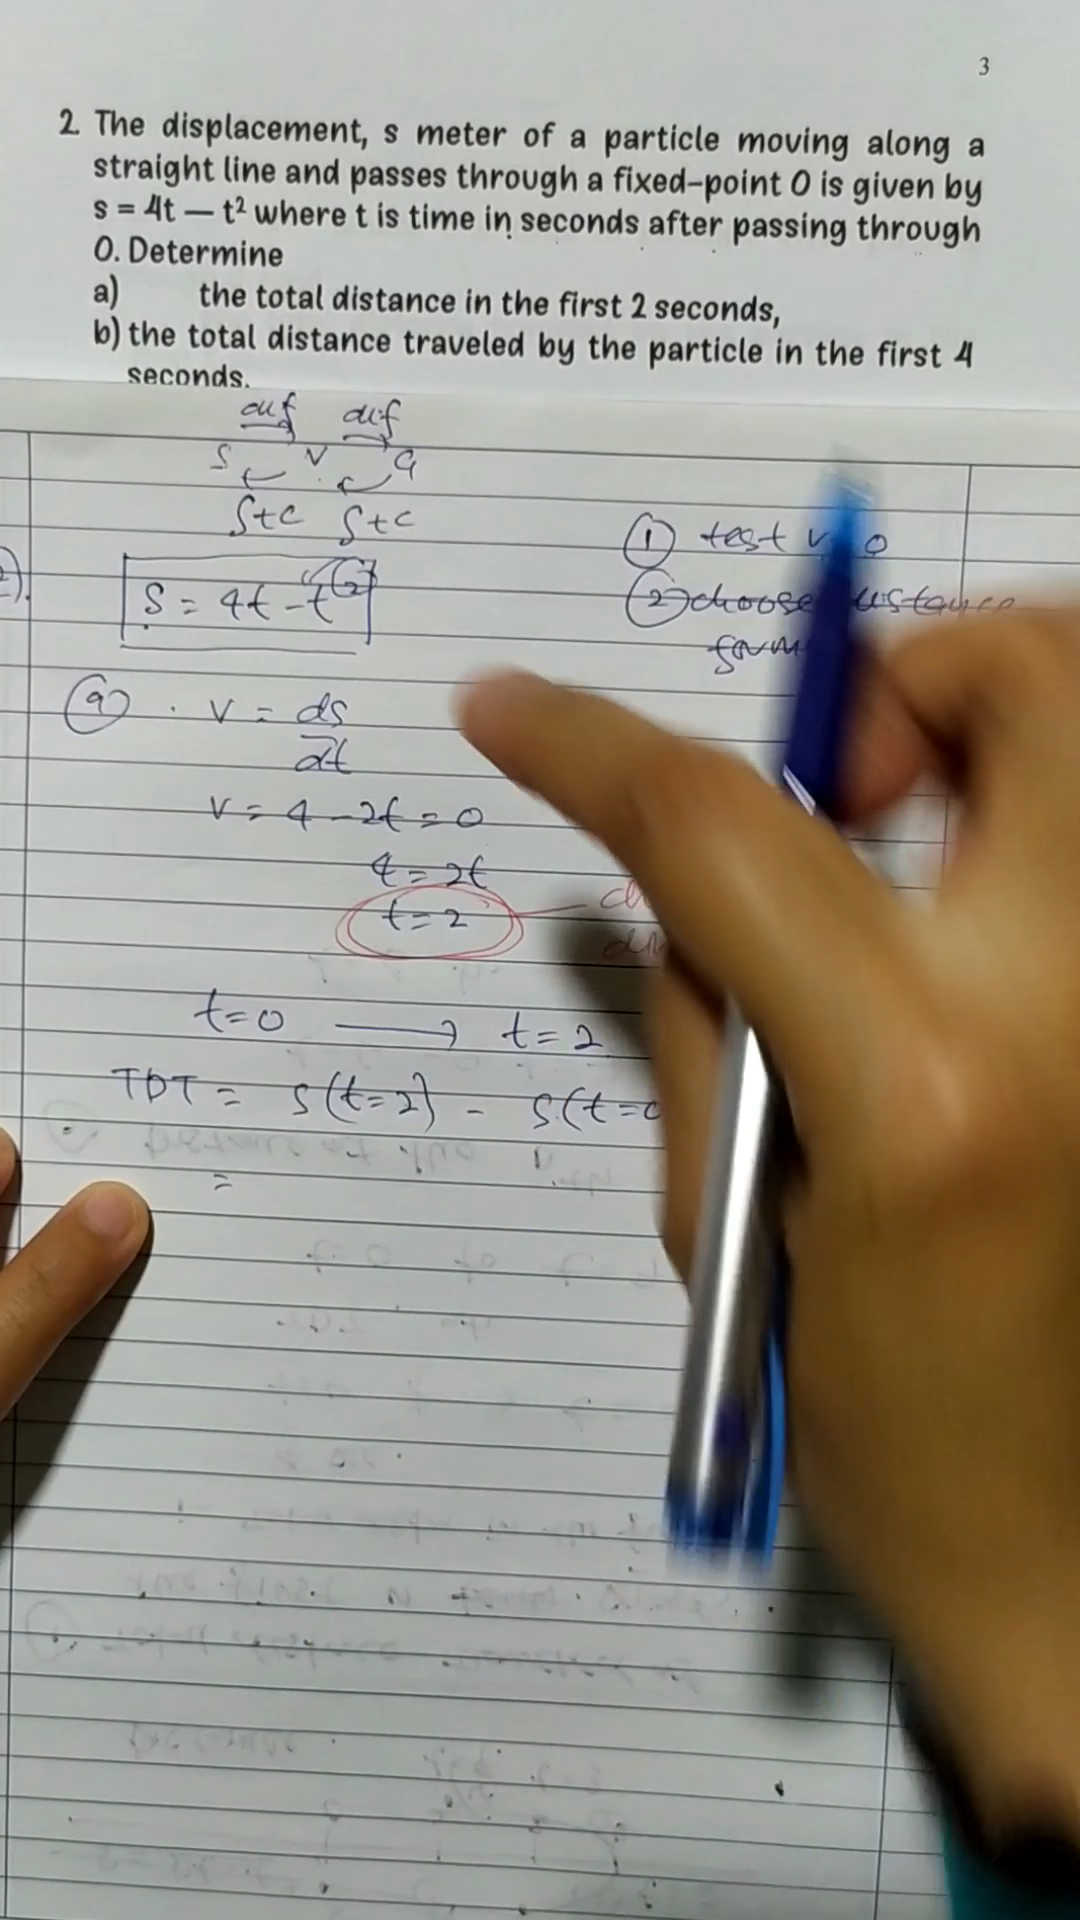 3
2. The displacement, s meter of a particle moving along a
straight line and passes through a fixed-point O is given by
s = 4t — t² where t is time in seconds after passing through
O. Determine
a) the total distance in the first 2 seconds,
b) the total distance traveled by the particle in the first 4
seconds.
dif dif
S V a
∫+c ∫+c
① test v 0
② choose
S = 4t - t²
ⓐ V = ds
dt
V = 4 - 2t = 0
4 = 2t
t = 2
t=0 → t=2
TDT = S(t=2) - S(t=
=